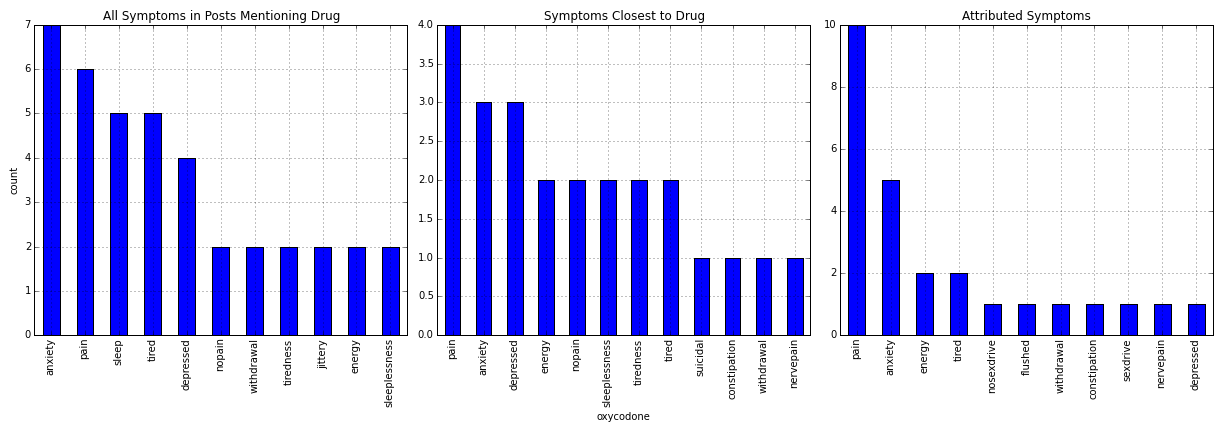 All Symptoms in Posts Mentioning Drug
7
6
5
4
3
2
1
0
count
anxiety
pain
sleep
tired
depressed
nopain
withdrawal
tiredness
jittery
energy
sleeplessness
Symptoms Closest to Drug
4.0
3.5
3.0
2.5
2.0
1.5
1.0
0.5
0.0
pain
anxiety
depressed
energy
nopain
sleeplessness
tiredness
tired
suicidal
constipation
withdrawal
nervepain
oxycodone
Attributed Symptoms
10
8
6
4
2
0
pain
anxiety
energy
tired
nosexdrive
flushed
withdrawal
constipation
sexdrive
nervepain
depressed